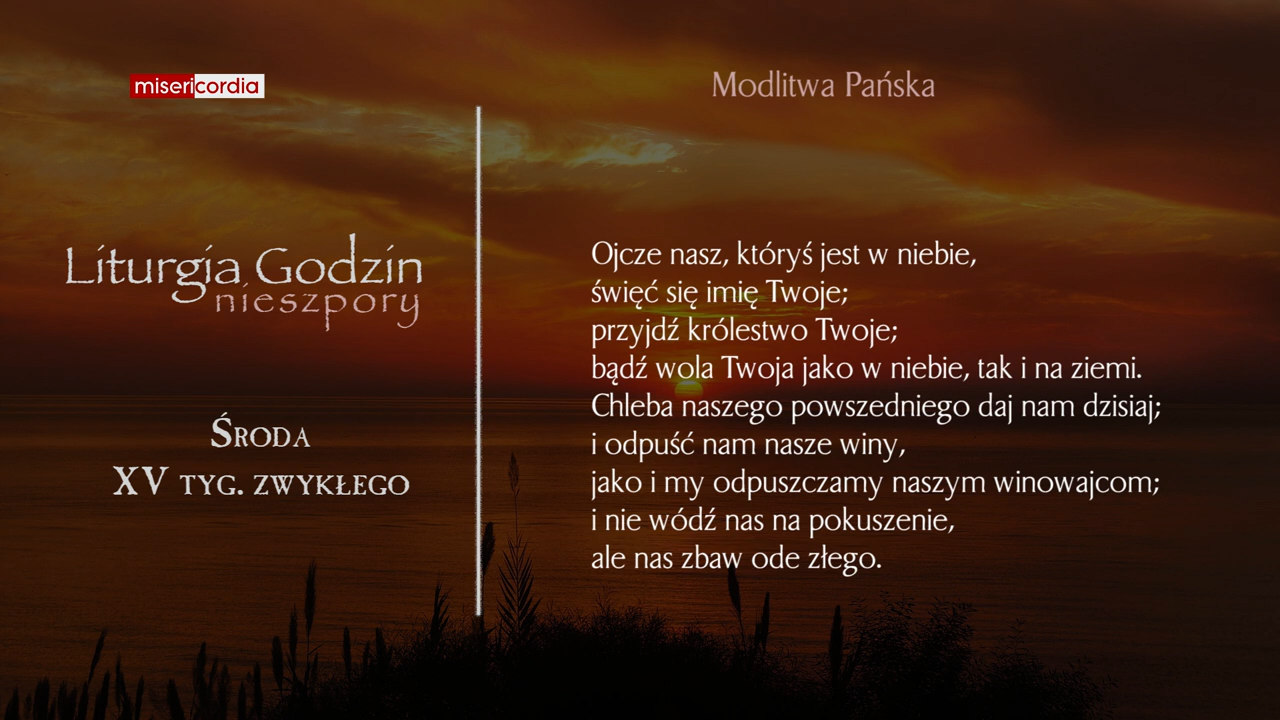 misericordia
Liturgia Godzin
nieszpory
Środa
XV tyg. zwykłego
Modlitwa Pańska
Ojcze nasz, któryś jest w niebie,
święć się imię Twoje;
przyjdź królestwo Twoje;
bądź wola Twoja jako w niebie, tak i na ziemi.
Chleba naszego powszedniego daj nam dzisiaj;
i odpuść nam nasze winy,
jako i my odpuszczamy naszym winowajcom;
i nie wódź nas na pokuszenie,
ale nas zbaw ode złego.